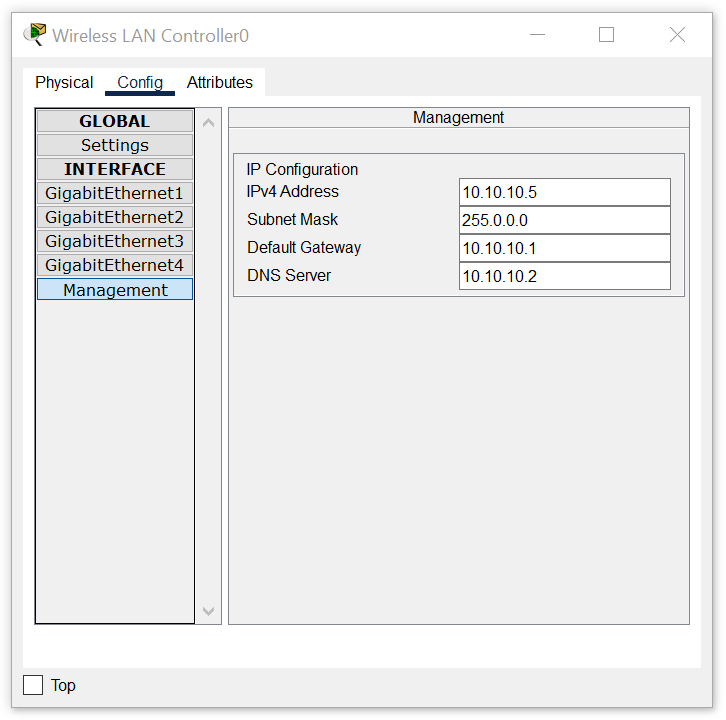 Wireless LAN Controller0
Physical Config Attributes
GLOBAL
Settings
INTERFACE
GigabitEthernet1
GigabitEthernet2
GigabitEthernet3
GigabitEthernet4
Management
Management
IP Configuration
IPv4 Address 10.10.10.5
Subnet Mask 255.0.0.0
Default Gateway 10.10.10.1
DNS Server 10.10.10.2
Top